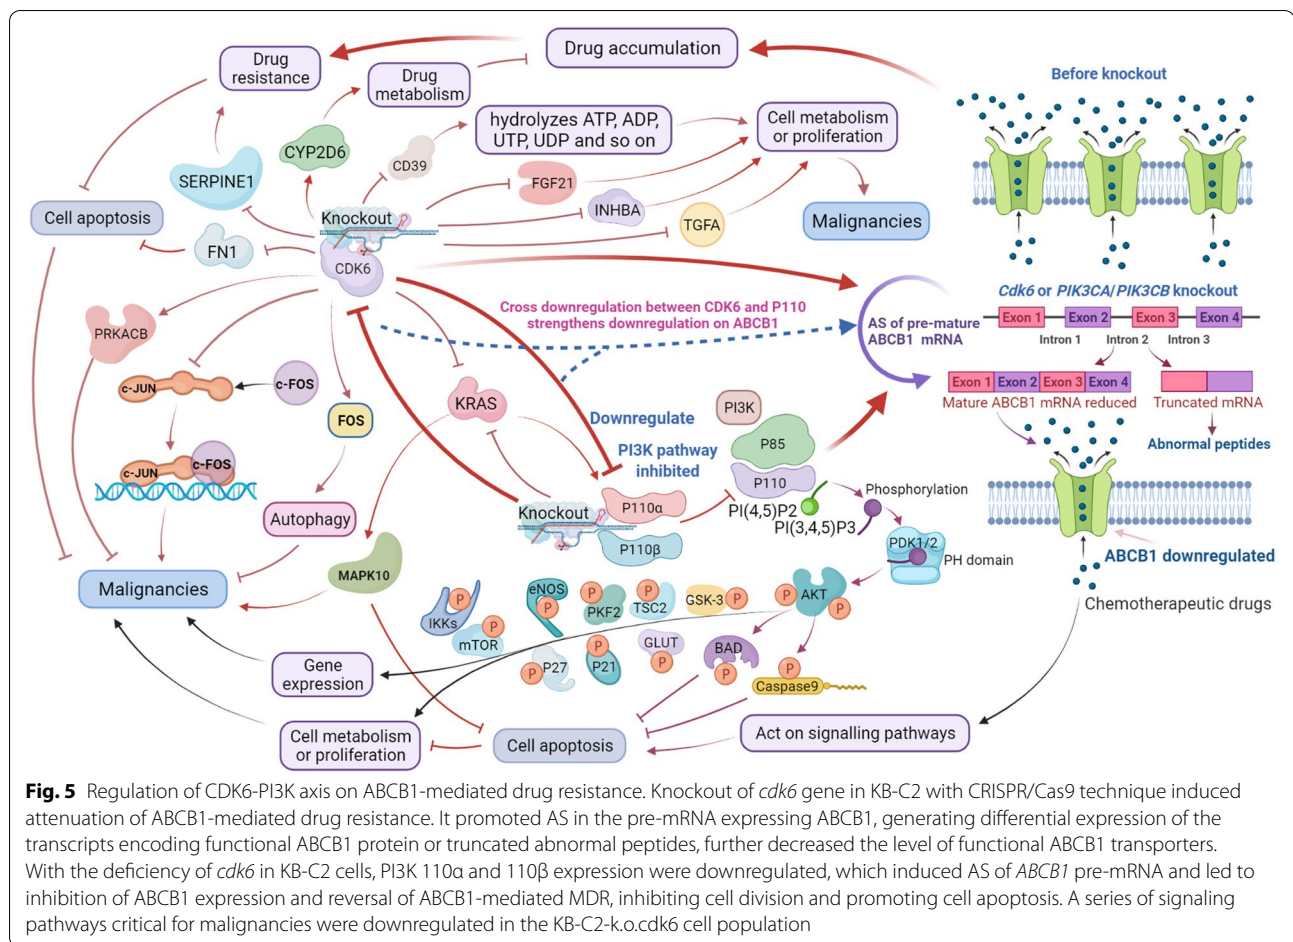 Drug accumulation
Drug
resistance
Drug
metabolism
Before knockout
hydrolyzes ATP, ADP,
UTP, UDP and so on
Cell metabolism
or proliferation
CYP2D6
CD39
SERPINE1
FGF21
Cell apoptosis
Knockout
INHBA
TGFA
Malignancies
FN1
CDK6
Cdk6 or PIK3CA/PIK3CB knockout
Cross downregulation between CDK6 and P110
strengthens downregulation on ABCB1
AS of pre-mature
ABCB1 mRNA
Exon 1
Exon 2
Exon 3
Exon 4
Intron 1
Intron 2
Intron 3
PRKACB
Exon 1
Exon 2
Exon 3
Exon 4
Mature ABCB1 mRNA reduced
Truncated mRNA
Abnormal peptides
c-JUN
c-FOS
KRAS
FOS
PI3K
Downregulate
P85
PI3K pathway
inhibited
P110
c-JUN
c-FOS
Phosphorylation
PI(4,5)P2
PI(3,4,5)P3
Knockout
P110α
P110β
Autophagy
PDK1/2
PH domain
ABCB1 downregulated
Malignancies
MAPK10
Chemotherapeutic drugs
IKKs
P
mTOR
P
eNOS
P
P
PKF2
P
TSC2
GSK-3
P
P
AKT
P
P
P27
P
P21
GLUT
P
BAD
P
P
Caspase9
Gene
expression
Cell metabolism
or proliferation
Cell apoptosis
Act on signalling pathways
Fig. 5 Regulation of CDK6-PI3K axis on ABCB1-mediated drug resistance. Knockout of cdk6 gene in KB-C2 with CRISPR/Cas9 technique induced
attenuation of ABCB1-mediated drug resistance. It promoted AS in the pre-mRNA expressing ABCB1, generating differential expression of the
transcripts encoding functional ABCB1 protein or truncated abnormal peptides, further decreased the level of functional ABCB1 transporters.
With the deficiency of cdk6 in KB-C2 cells, PI3K 110α and 110β expression were downregulated, which induced AS of ABCB1 pre-mRNA and led to
inhibition of ABCB1 expression and reversal of ABCB1-mediated MDR, inhibiting cell division and promoting cell apoptosis. A series of signaling
pathways critical for malignancies were downregulated in the KB-C2-k.o.cdk6 cell population